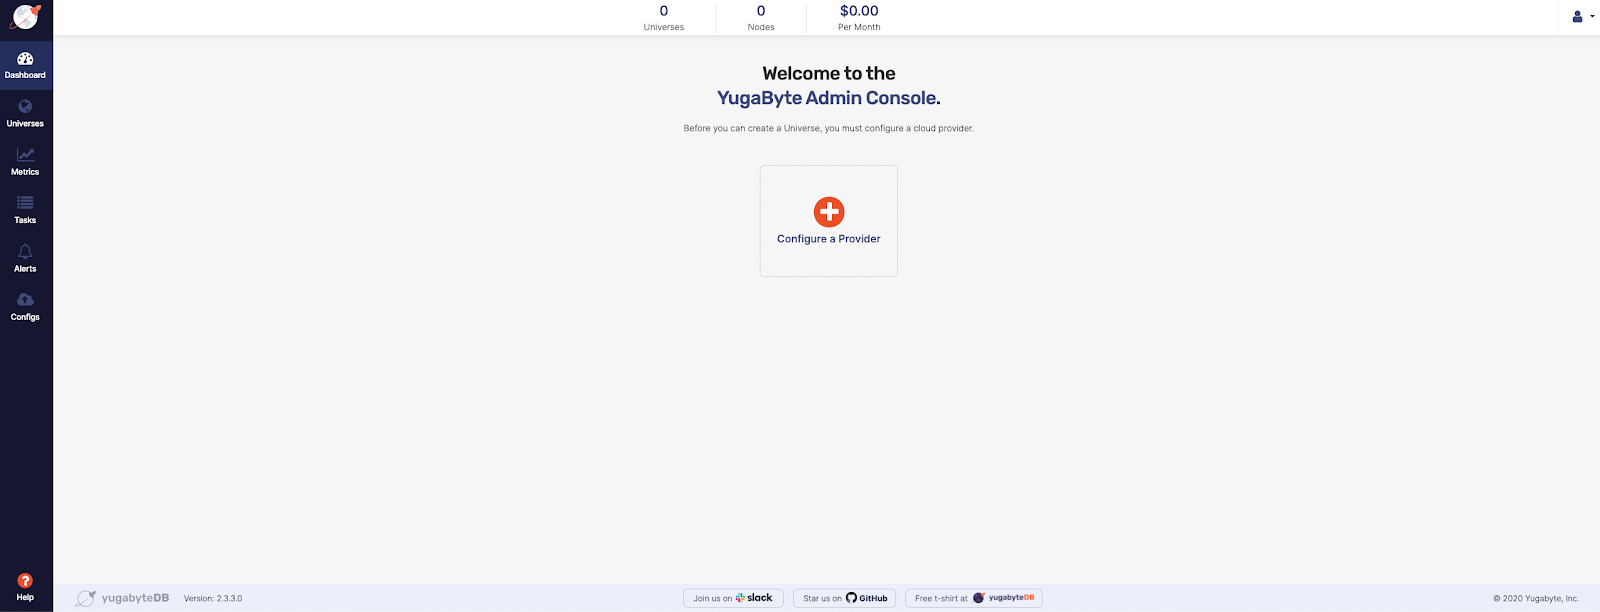 0
Universes
0
Nodes
$0.00
Per Month
Dashboard
Universes
Metrics
Tasks
Alerts
Configs
Help
Welcome to the
YugaByte Admin Console.
Before you can create a Universe, you must configure a cloud provider.
Configure a Provider
yugabyteDB
Version: 2.3.3.0
Join us on slack
Star us on GitHub
Free t-shirt at yugabyteDB
© 2020 Yugabyte, Inc.